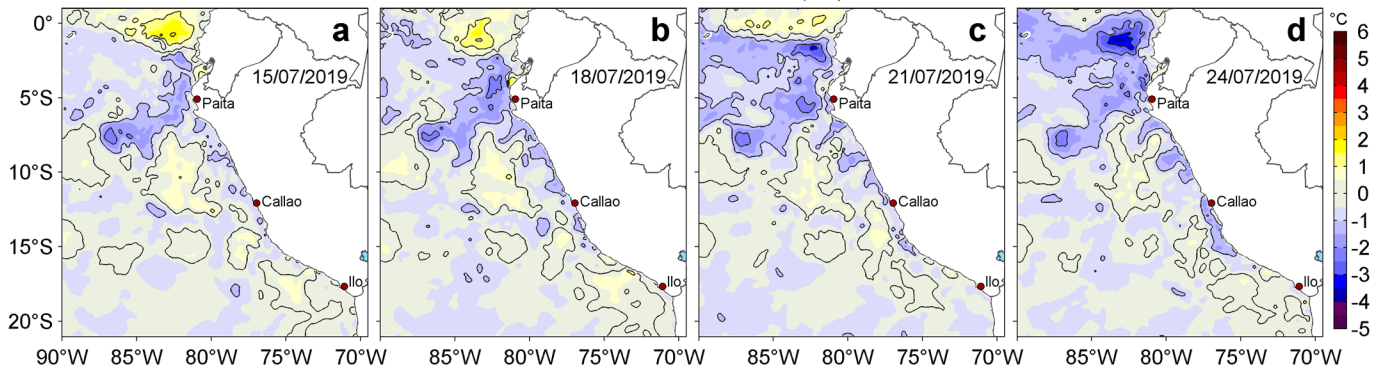 a
b
c
d
°C
15/07/2019
18/07/2019
21/07/2019
24/07/2019
0°
5°S
10°S
15°S
20°S
Paita
Paita
Paita
Paita
Callao
Callao
Callao
Callao
Ilo
Ilo
Ilo
Ilo
90°W 85°W 80°W 75°W 70°W
85°W 80°W 75°W 70°W
85°W 80°W 75°W 70°W
85°W 80°W 75°W 70°W
6
5
4
3
2
1
0
-1
-2
-3
-4
-5